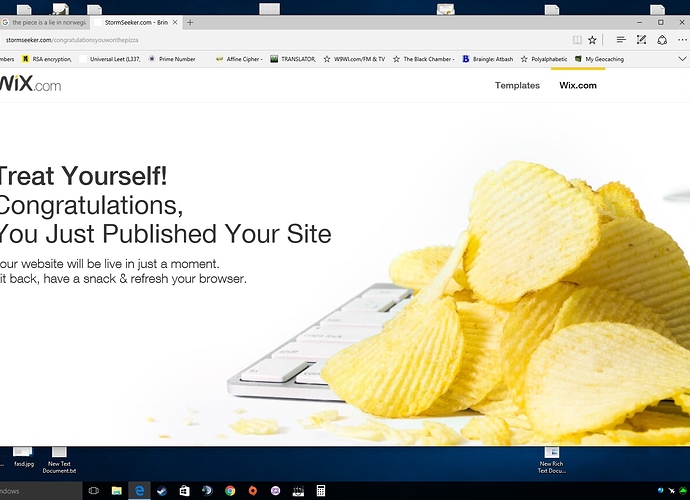 the piece is a lie in norwegi
StormSeeker.com - Brin
stormseeker.com/congratulationsyouwonthepizza
mbers
RSA encryption,
Universal Leet (L337,
Prime Number
Affine Cipher -
TRANSLATOR,
W9WI.com/FM & TV
The Black Chamber -
Braingle: Atbash
Polyalphabetic
My Geocaching
WiX.com
Templates
Wix.com
Treat Yourself!
Congratulations,
You Just Published Your Site
our website will be live in just a moment.
it back, have a snack & refresh your browser.
caps lock
fasd.jpg
New Text
Document.txt
New Rich
Text Docu...
ndows